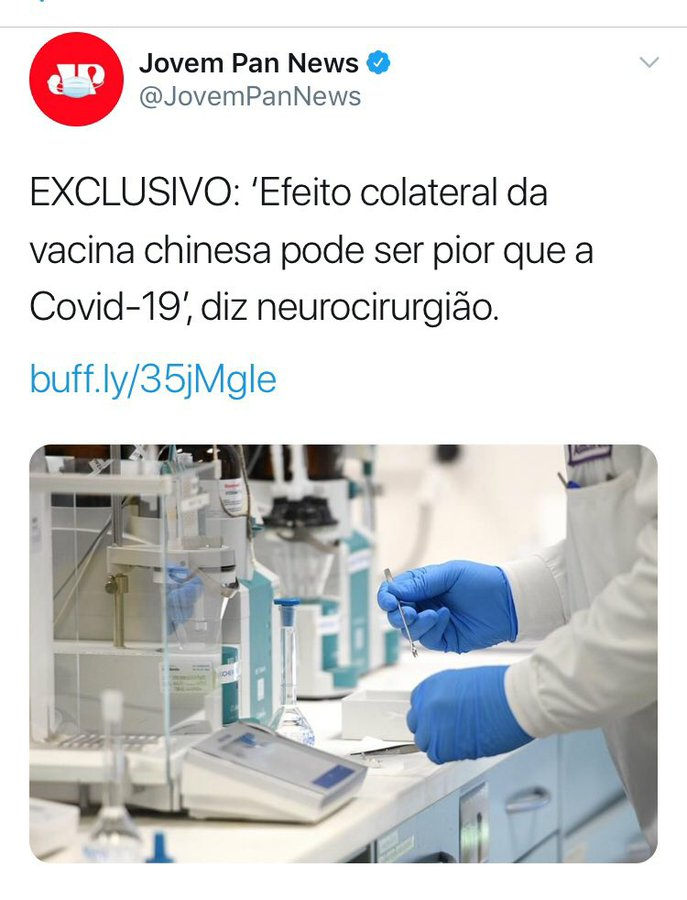 JP
Jovem Pan News
@JovemPanNews
EXCLUSIVO: ‘Efeito colateral da
vacina chinesa pode ser pior que a
Covid-19’, diz neurocirurgião.
buff.ly/35jMgle